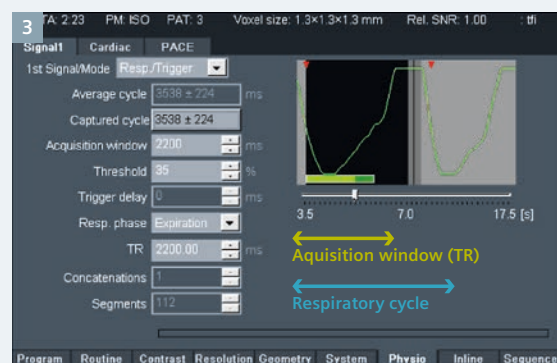 3
TA: 2:23 PM: ISO PAT: 3 Voxel size: 1.3×1.3×1.3 mm Rel. SNR: 1.00 : tfi
Signal1 Cardiac PACE
1st Signal/Mode Resp./Trigger
Average cycle 3538 ± 224 ms
Captured cycle 3538 ± 224
Acquisition window 2200 ms
Threshold 35 %
Trigger delay 0 ms
Resp. phase Expiration
TR 2200.00 ms
Concatenations 1
Segments 112
3.5 7.0 17.5 [s]
Aquisition window (TR)
Respiratory cycle
Program Routine Contrast Resolution Geometry System Physio Inline Sequence